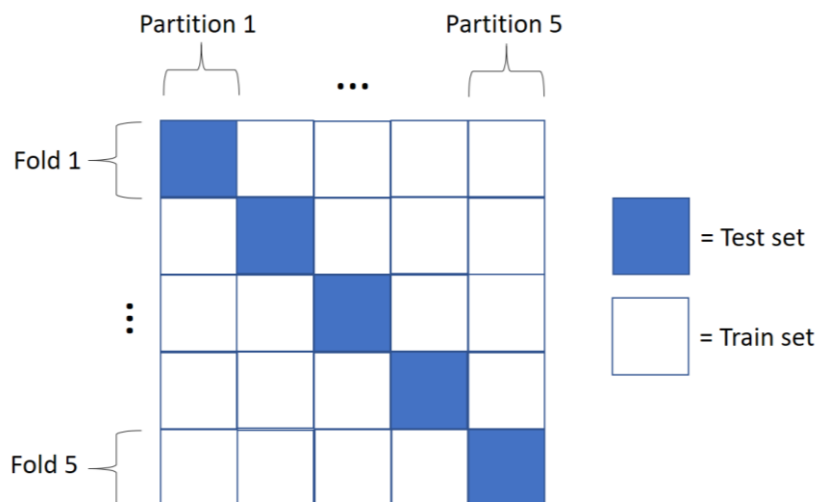 Partition 1
Partition 5
...
Fold 1
= Test set
⋮
= Train set
Fold 5